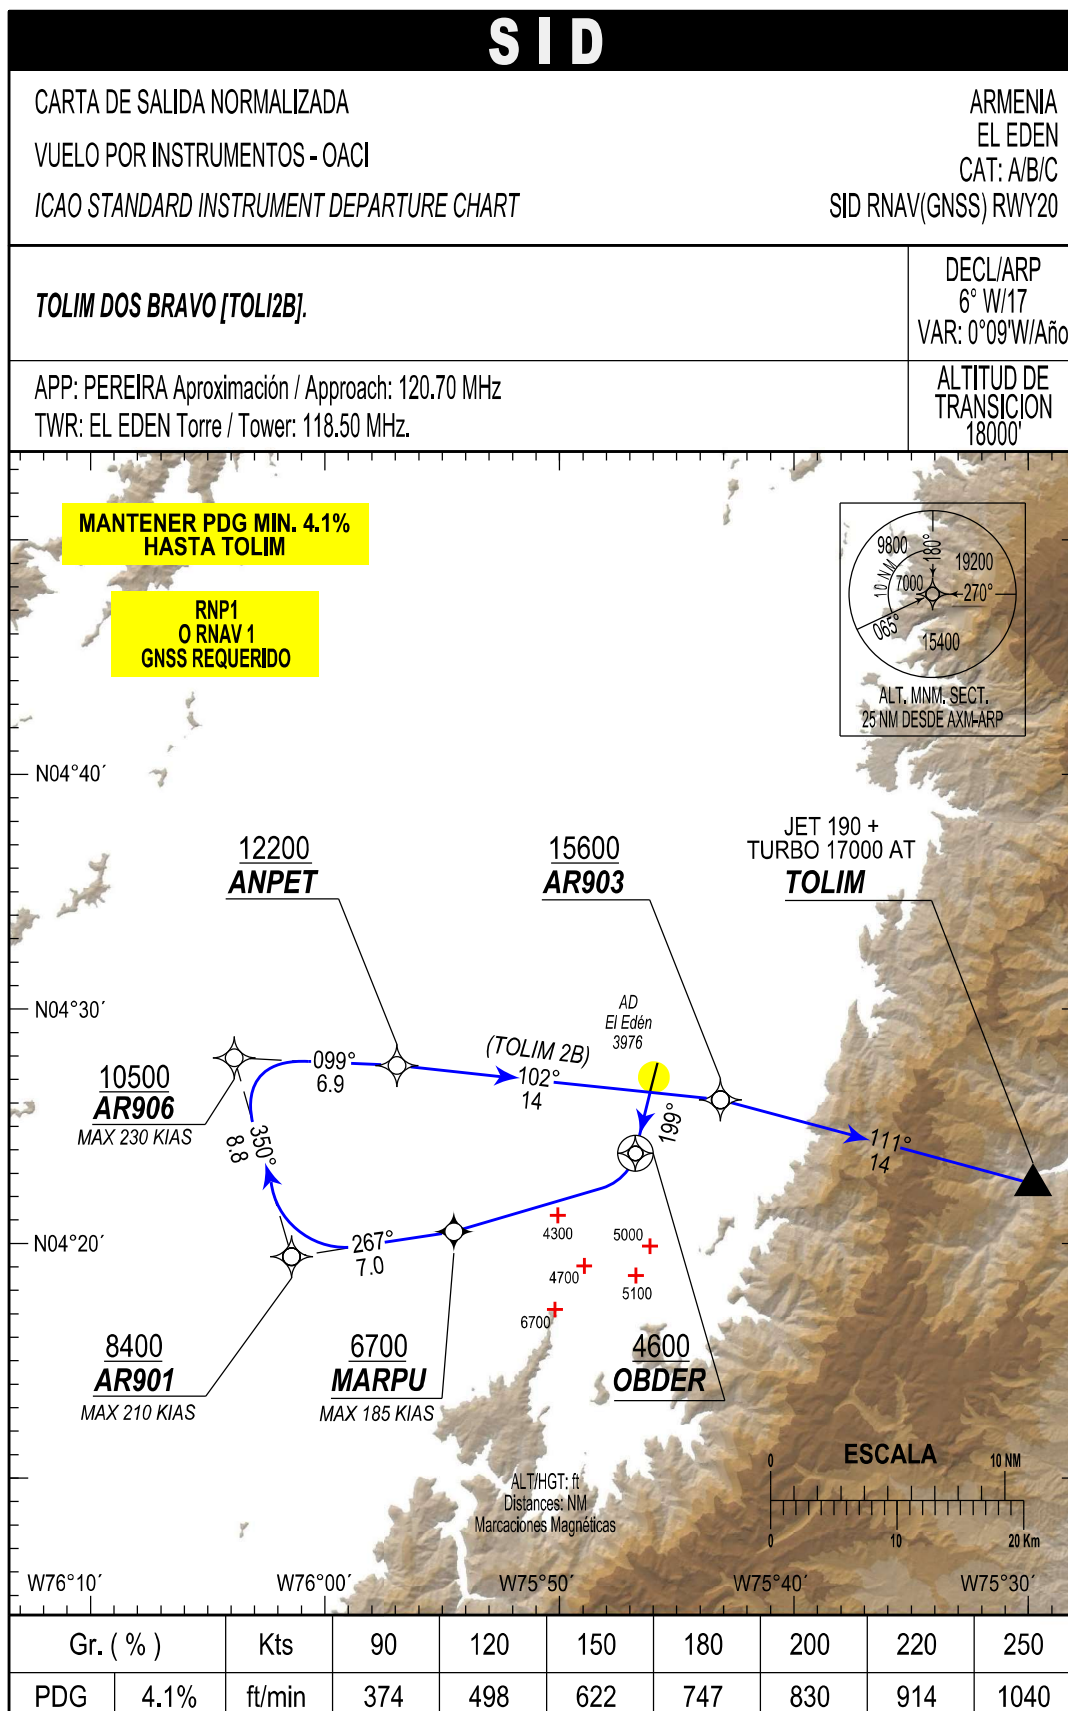 SID
CARTA DE SALIDA NORMALIZADA
VUELO POR INSTRUMENTOS - OACI
ICAO STANDARD INSTRUMENT DEPARTURE CHART
ARMENIA
EL EDEN
CAT: A/B/C
SID RNAV(GNSS) RWY20
TOLIM DOS BRAVO [TOLI2B].
DECL/ARP
6° W/17
VAR: 0°09'W/Año
APP: PEREIRA Aproximación / Approach: 120.70 MHz
TWR: EL EDEN Torre / Tower: 118.50 MHz.
ALTITUD DE
TRANSICION
18000'
MANTENER PDG MIN. 4.1%
HASTA TOLIM
RNP1
O RNAV 1
GNSS REQUERIDO
9800
180°
19200
10 NM
7000
270°
065°
15400
ALT. MNM. SECT.
25 NM DESDE AXM-ARP
N04°40´
JET 190 +
TURBO 17000 AT
TOLIM
12200
ANPET
15600
AR903
N04°30´
AD
El Edén
3976
(TOLIM 2B)
102°
14
099°
6.9
10500
AR906
MAX 230 KIAS
350°
8.8
199°
111°
14
N04°20´
267°
7.0
4300
5000
4700
5100
6700
8400
AR901
MAX 210 KIAS
6700
MARPU
MAX 185 KIAS
4600
OBDER
ESCALA
0
10 NM
0
10
20 Km
ALT/HGT: ft
Distances: NM
Marcaciones Magnéticas
W76°10´
W76°00´
W75°50´
W75°40´
W75°30´
Gr. ( % ) Kts 90 120 150 180 200 220 250
PDG 4.1% ft/min 374 498 622 747 830 914 1040